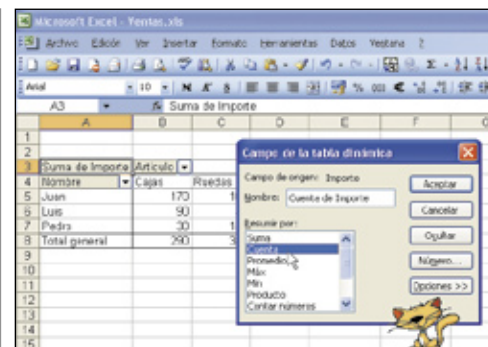 Microsoft Excel - Ventas.xls
Archivo Edición Ver Insertar Formato Herramientas Datos Ventana ?
Arial 10 N K S
A3 fx Suma de Importe
A B C D E F
1
2
3 Suma de Importe Artículo
4 Nombre Cajas Ruedas
5 Juan 170
6 Luis 90
7 Pedro 30
8 Total general 290
9
10
11
12
13
14
15
Campo de la tabla dinámica
Campo de origen: Importe
Nombre: Cuenta de Importe
Resumir por:
Suma
Cuenta
Promedio
Máx
Mín
Producto
Contar números
Aceptar
Cancelar
Ocultar
Número...
Opciones >>